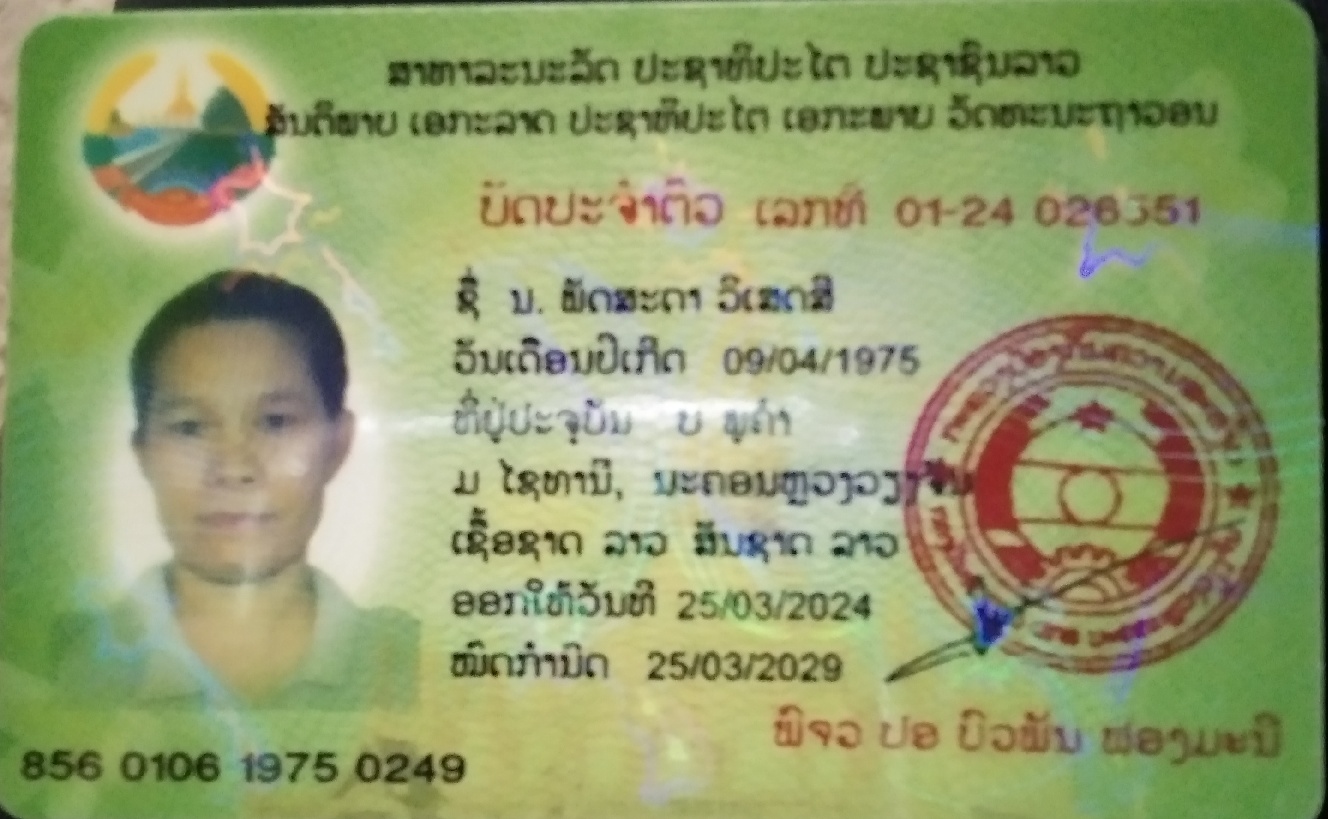 ສາທາລະນະລັດ ປະຊາທິປະໄຕ ປະຊາຊົນລາວ
ສັນຕິພາບ ເອກະລາດ ປະຊາທິປະໄຕ ເອກະພາບ ວັດທະນະຖາວອນ
ບັດປະຈຳຕົວ ເລກທີ 01-24
ຊື່ ນ. ພັດສະດາ ວິເສດສີ
ວັນເດືອນປີເກີດ 09/04/1975
ທີ່ຢູ່ປະຈຸບັນ ບ ພູຄຳ
ມ ໄຊທານີ, ນະຄອນຫຼວງວຽງຈັນ
ເຊື້ອຊາດ ລາວ ສັນຊາດ ລາວ
ອອກໃຫ້ວັນທີ 25/03/2024
ໝົດກຳນົດ 25/03/2029
ພົຈວ ປອ ບົວພັນ ຟອງມະນີ
856 0106 1975 0249